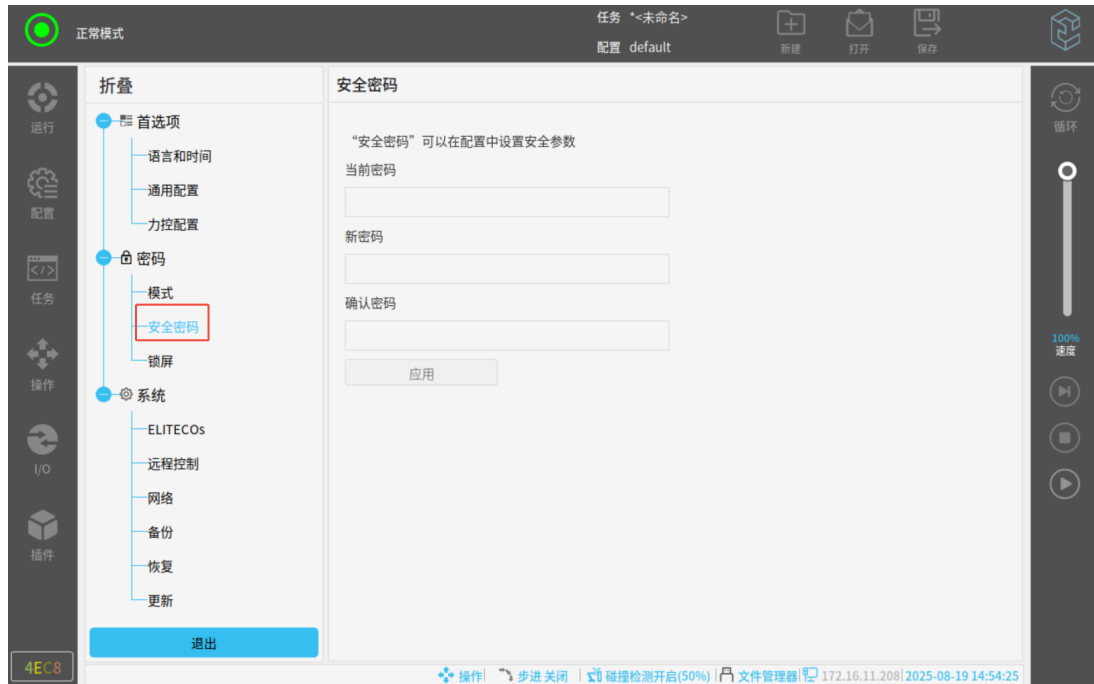 正常模式
任务 *<未命名>
配置 default
新建
打开
保存
运行
配置
任务
操作
I/O
插件
4EC8
折叠
首选项
语言和时间
通用配置
力控配置
密码
模式
安全密码
锁屏
系统
ELITECOs
远程控制
网络
备份
恢复
更新
退出
安全密码
“安全密码”可以在配置中设置安全参数
当前密码
新密码
确认密码
应用
循环
100%
速度
操作 步进 关闭 碰撞检测开启(50%) 文件管理器 172.16.11.208 2025-08-19 14:54:25